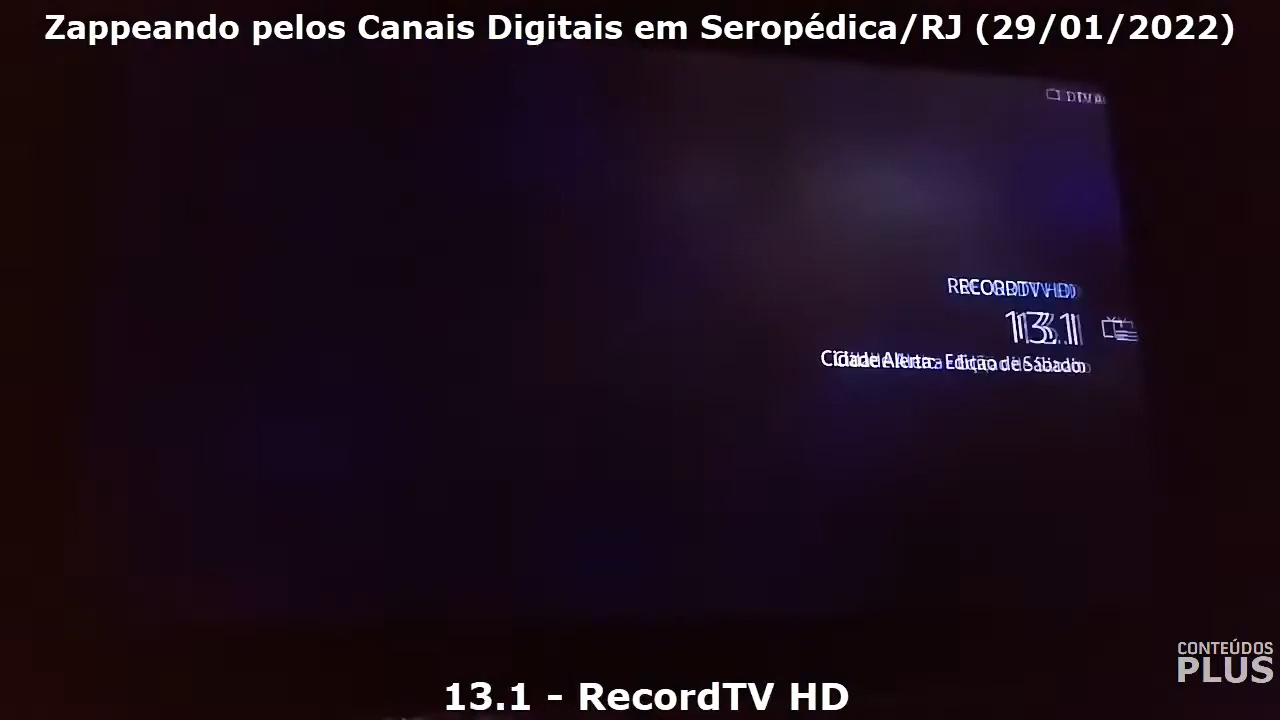 Zappeando pelos Canais Digitais em Seropédica/RJ (29/01/2022)
RECORDTV HD
13.1
Cidade Alerta - Edição de Sábado
CONTEÚDOS
PLUS
13.1 - RecordTV HD